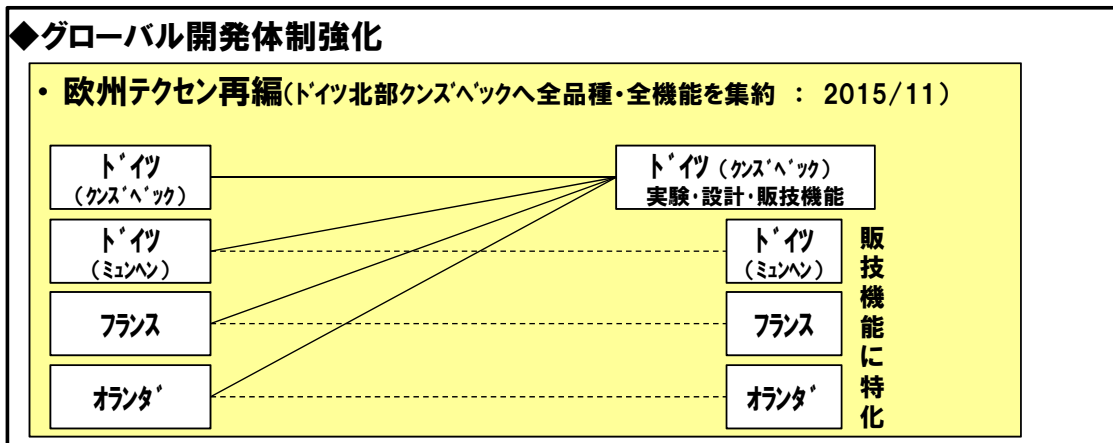 ◆グローバル開発体制強化
・ 欧州テクセン再編(ﾄﾞｲﾂ北部ｸﾝｽﾞﾍﾞｯｸへ全品種・全機能を集約 : 2015/11)
ﾄﾞｲﾂ
(ｸﾝｽﾞﾍﾞｯｸ)
ﾄﾞｲﾂ (ｸﾝｽﾞﾍﾞｯｸ)
実験・設計・販技機能
ﾄﾞｲﾂ
(ﾐｭﾝﾍﾝ)
ﾄﾞｲﾂ
(ﾐｭﾝﾍﾝ)
ﾌﾗﾝｽ
ﾌﾗﾝｽ
ｵﾗﾝﾀﾞ
ｵﾗﾝﾀﾞ
販技機能に特化